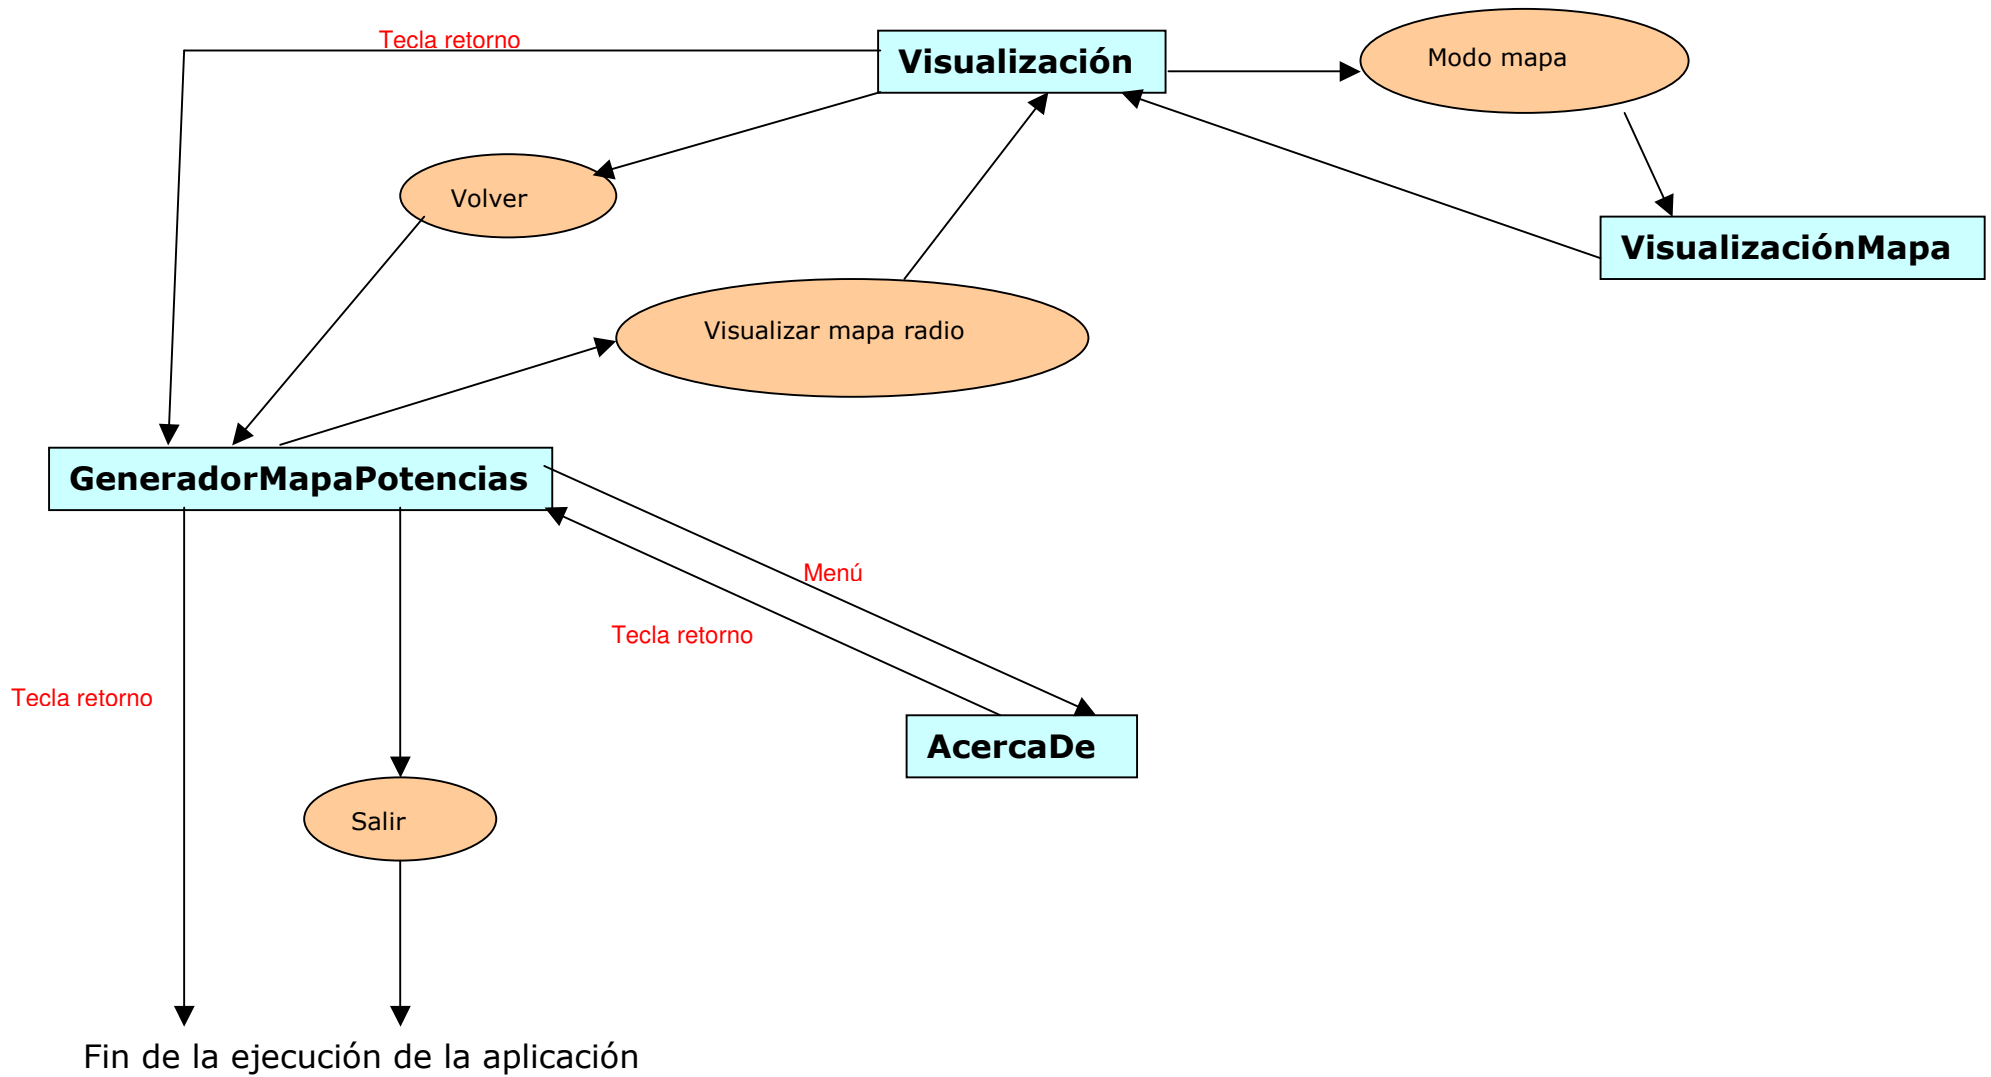 Tecla retorno
Visualización
Modo mapa
Volver
VisualizaciónMapa
Visualizar mapa radio
GeneradorMapaPotencias
Menú
Tecla retorno
Tecla retorno
AcercaDe
Salir
Fin de la ejecución de la aplicación